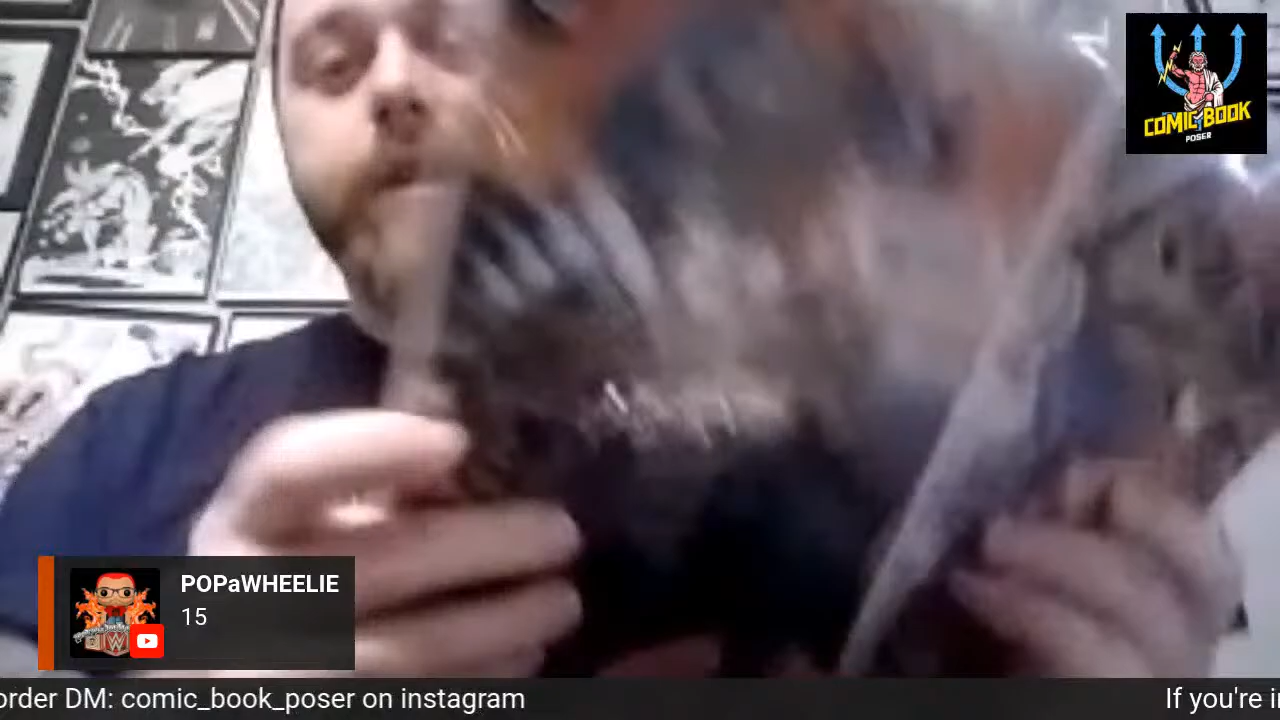 COMIC BOOK
POSER
POPaWHEELIE
15
order DM: comic_book_poser on instagram
If you're i